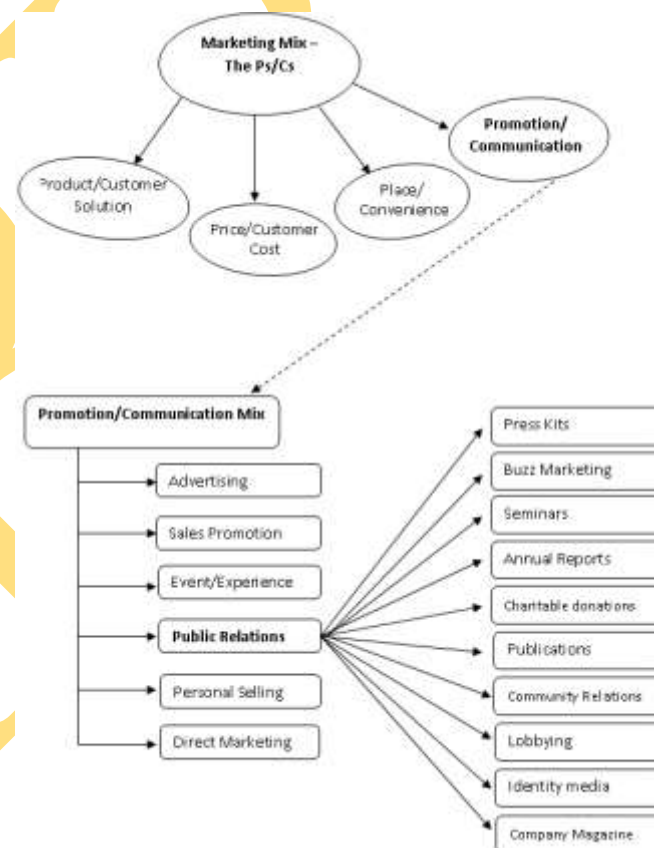 Marketing Mix –
The Ps/Cs
Promotion/
Communication
Product/Customer
Solution
Place/
Convenience
Price/Customer
Cost
Promotion/Communication Mix
Advertising
Sales Promotion
Event/Experience
Public Relations
Personal Selling
Direct Marketing
Press Kits
Buzz Marketing
Seminars
Annual Reports
Charitable donations
Publications
Community Relations
Lobbying
Identity media
Company Magazine